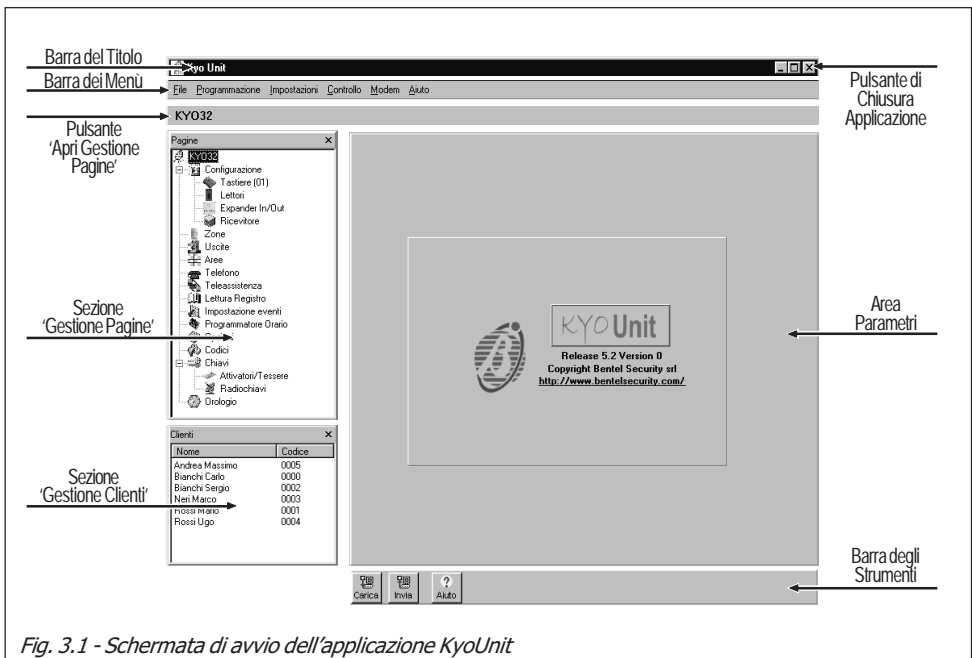 Barra del Titolo
Barra dei Menù
Pulsante
'Apri Gestione
Pagine'
Sezione
'Gestione Pagine'
Sezione
'Gestione Clienti'
Kyo Unit
File Programmazione Impostazioni Controllo Modem Aiuto
KYO32
Pagine
KYO32
Configurazione
Tastiere (01)
Lettori
Expander In/Out
Ricevitore
Zone
Uscite
Aree
Telefono
Teleassistenza
Lettura Registro
Impostazione eventi
Programmatore Orario
Codici
Chiavi
Attivatori/Tessere
Radiochiavi
Orologio
Clienti
Nome Codice
Andrea Massimo 0005
Bianchi Carlo 0000
Bianchi Sergio 0002
Neri Marco 0003
Rossi Mario 0001
Rossi Ugo 0004
KYO Unit
Release 5.2 Version 0
Copyright Bentel Security srl
http://www.bentelsecurity.com/
Carica Invia Aiuto
Pulsante di
Chiusura
Applicazione
Area
Parametri
Barra degli
Strumenti
Fig. 3.1 - Schermata di avvio dell'applicazione KyoUnit